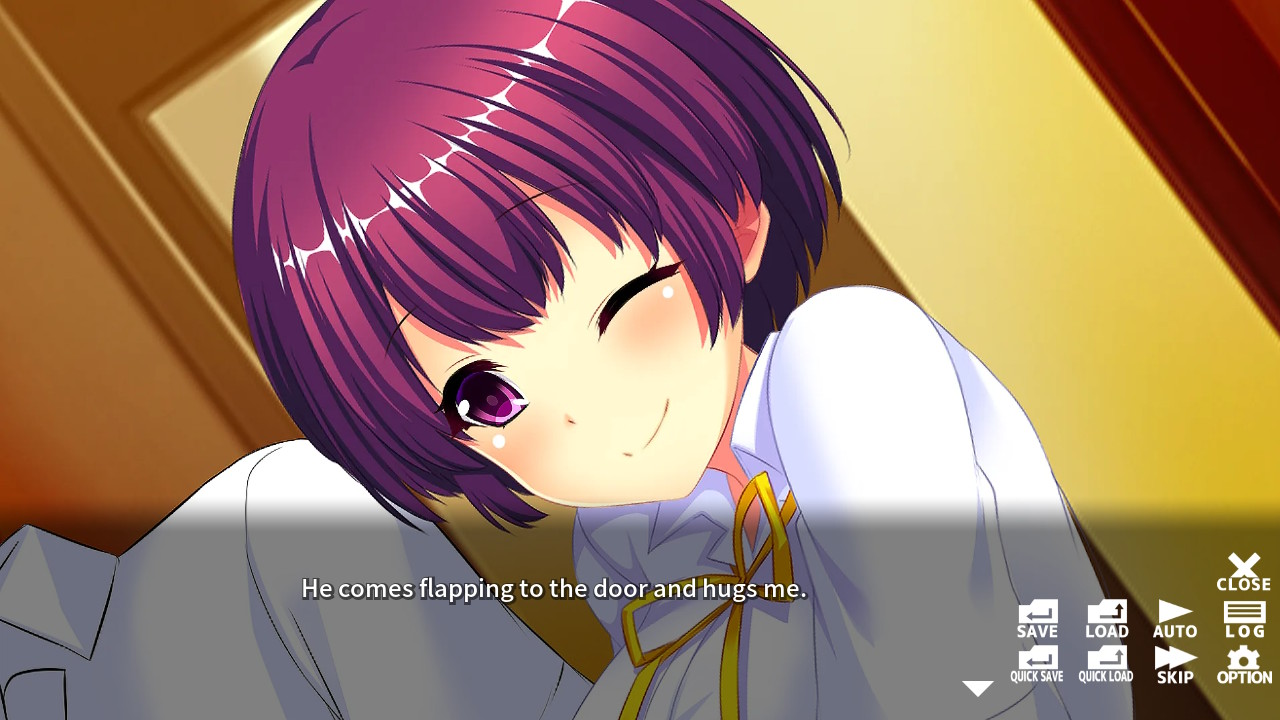 He comes flapping to the door and hugs me.
CLOSE
SAVE
LOAD
AUTO
LOG
QUICK SAVE
QUICK LOAD
SKIP
OPTION